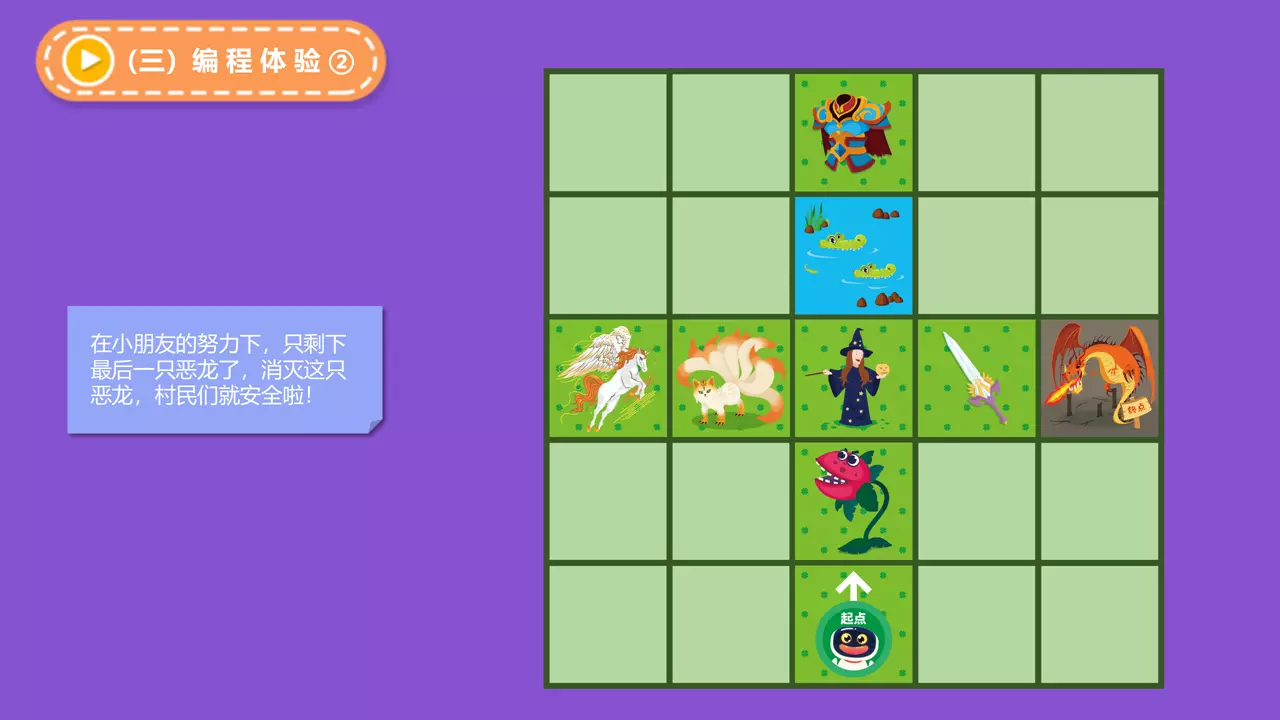 (三) 编程体验②
在小朋友的努力下，只剩下
最后一只恶龙了，消灭这只
恶龙，村民们就安全啦！
终点
起点